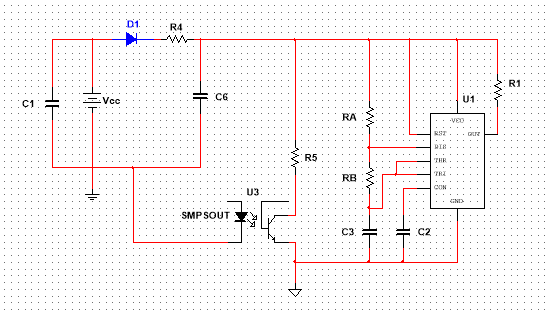 D1
R4
C1
Vcc
C6
R5
RA
RB
U1
R1
VCC
RST
OUT
DIS
THR
TRI
CON
GND
U3
SMPSOUT
C3
C2